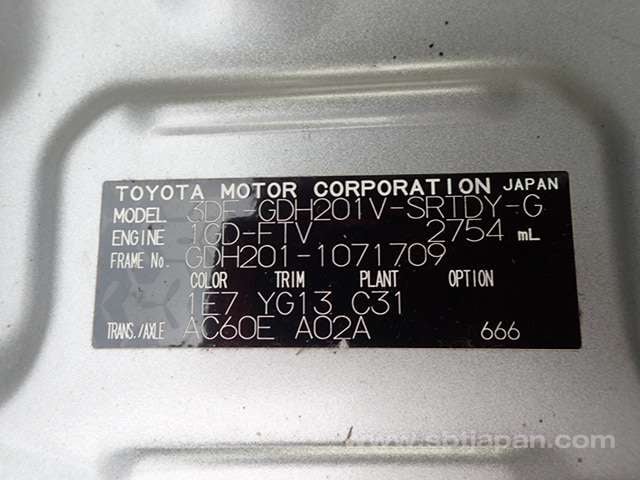 TOYOTA MOTOR CORPORATION JAPAN
MODEL 3DF-GDH201V-SRTDY-G
ENGINE 1GD-FTV 2754 mL
FRAME No. GDH201-1071709
COLOR TRIM PLANT OPTION
1E7 YG13 C31
TRANS./AXLE AC60E A02A 666
www.sbtjapan.com